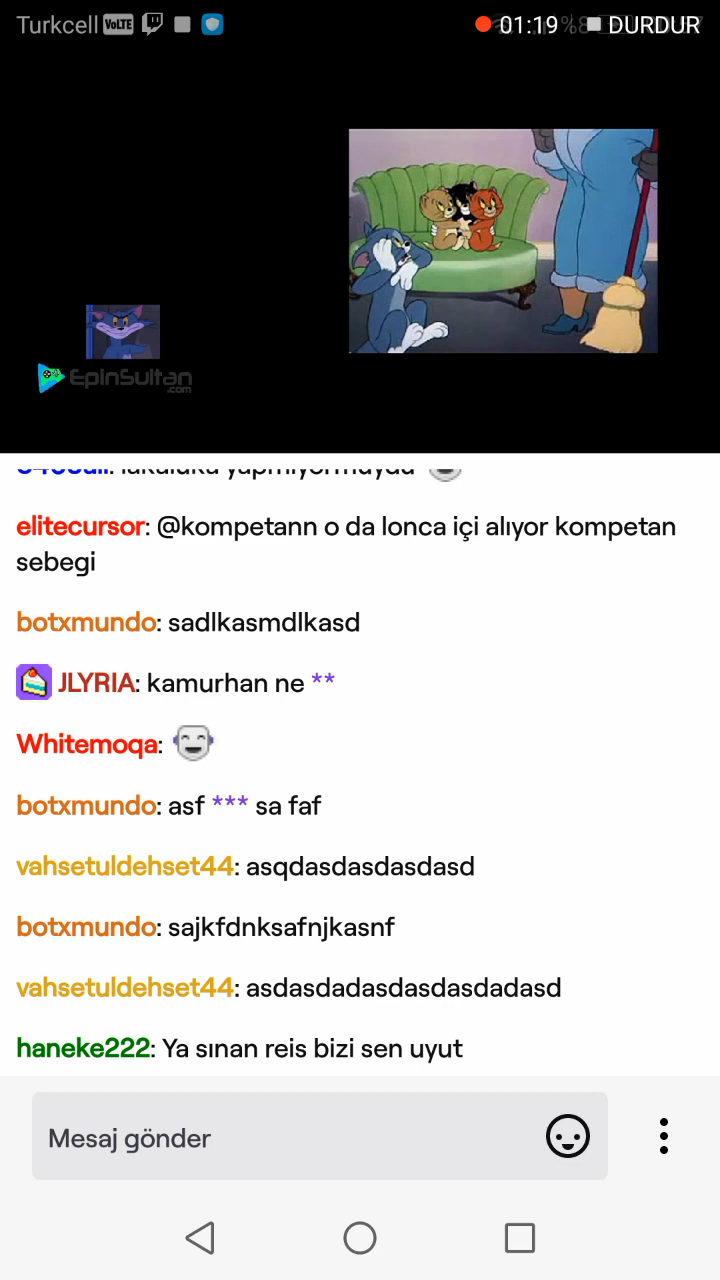 Turkcell VoLTE 01:19 DURDUR
EpinSultan
.com
elitecursor: @kompetann o da lonca içi alıyor kompetan
sebegi
botxmundo: sadlkasmdlkasd
JLYRIA: kamurhan ne **
Whitemoqa:
botxmundo: asf *** sa faf
vahsetuldehset44: asqdasdasdasdasd
botxmundo: sajkfdnksafnjkasnf
vahsetuldehset44: asdasdadasdasdasdadasd
haneke222: Ya sınan reis bizi sen uyut
Mesaj gönder